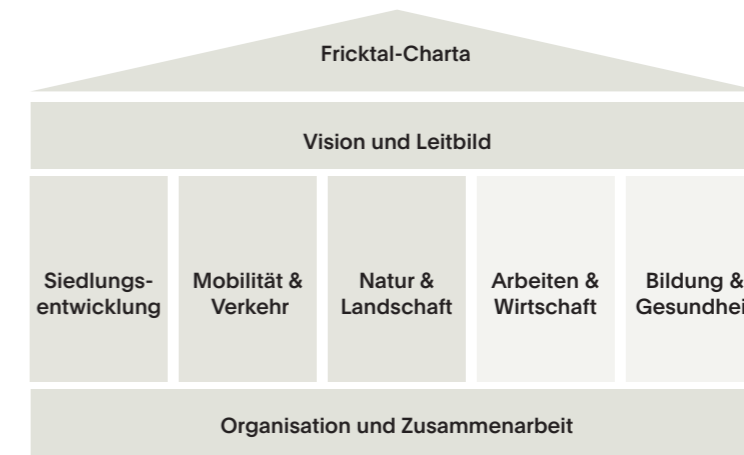 Fricktal-Charta
Vision und Leitbild
Siedlungs-
entwicklung
Mobilität &
Verkehr
Natur &
Landschaft
Arbeiten &
Wirtschaft
Bildung &
Gesundhei
Organisation und Zusammenarbeit